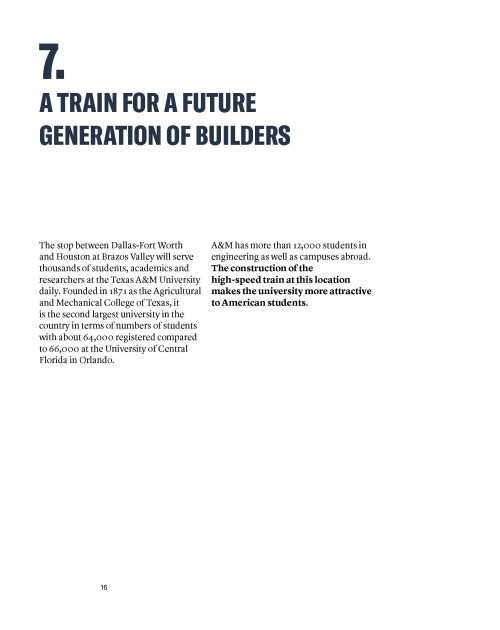 7.
A TRAIN FOR A FUTURE
GENERATION OF BUILDERS
The stop between Dallas-Fort Worth
and Houston at Brazos Valley will serve
thousands of students, academics and
researchers at the Texas A&M University
daily. Founded in 1871 as the Agricultural
and Mechanical College of Texas, it
is the second largest university in the
country in terms of numbers of students
with about 64,000 registered compared
to 66,000 at the University of Central
Florida in Orlando.
A&M has more than 12,000 students in
engineering as well as campuses abroad.
The construction of the
high-speed train at this location
makes the university more attractive
to American students.
16